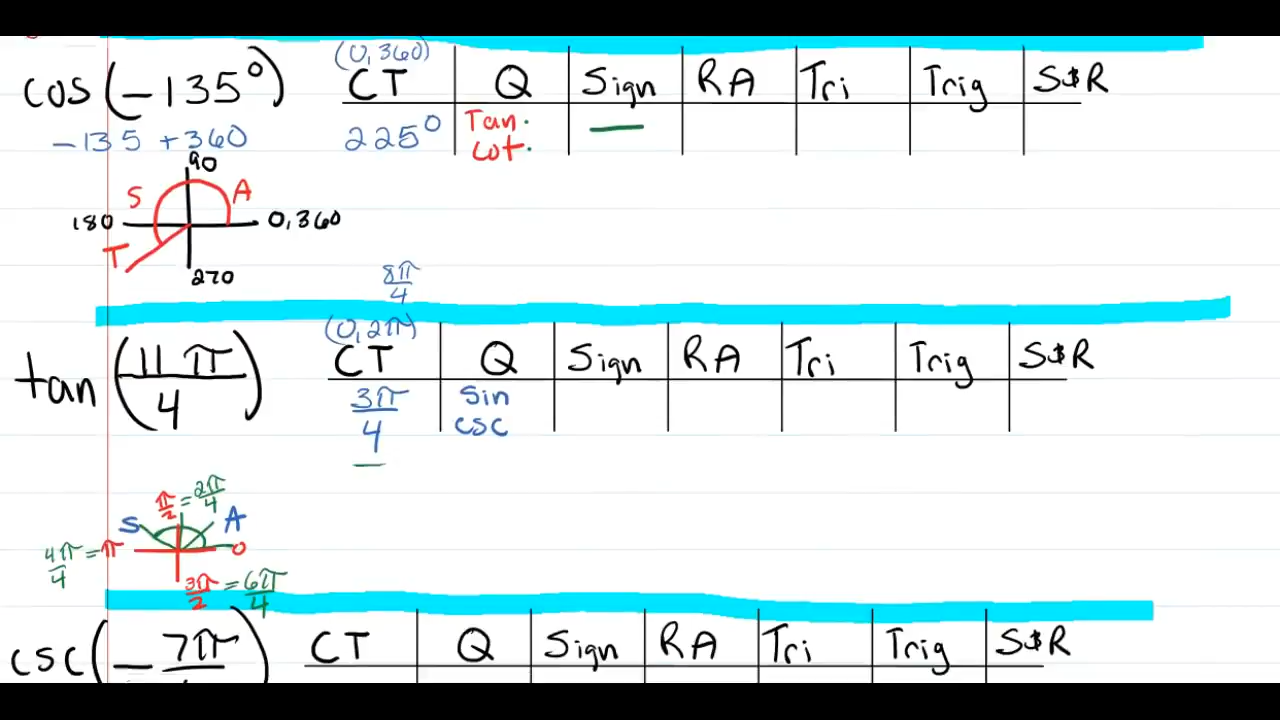 (0, 360)
cos(-135°) CT Q Sign RA Tri Trig S&R
-135 +360 225° Tan. —
cot.
90
S A
180 0, 360
T
270
8π/4
(0, 2π)
tan(11π/4) CT Q Sign RA Tri Trig S&R
3π/4 Sin
csc
π/2 = 2π/4
S A
4π/4 = π 0
3π/2 = 6π/4
csc(-7π CT Q Sign RA Tri Trig S&R